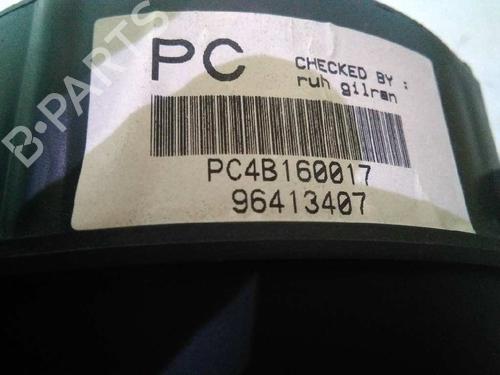 PC
CHECKED BY :
ruh gilran
PC4B160017
96413407
B-PARTS